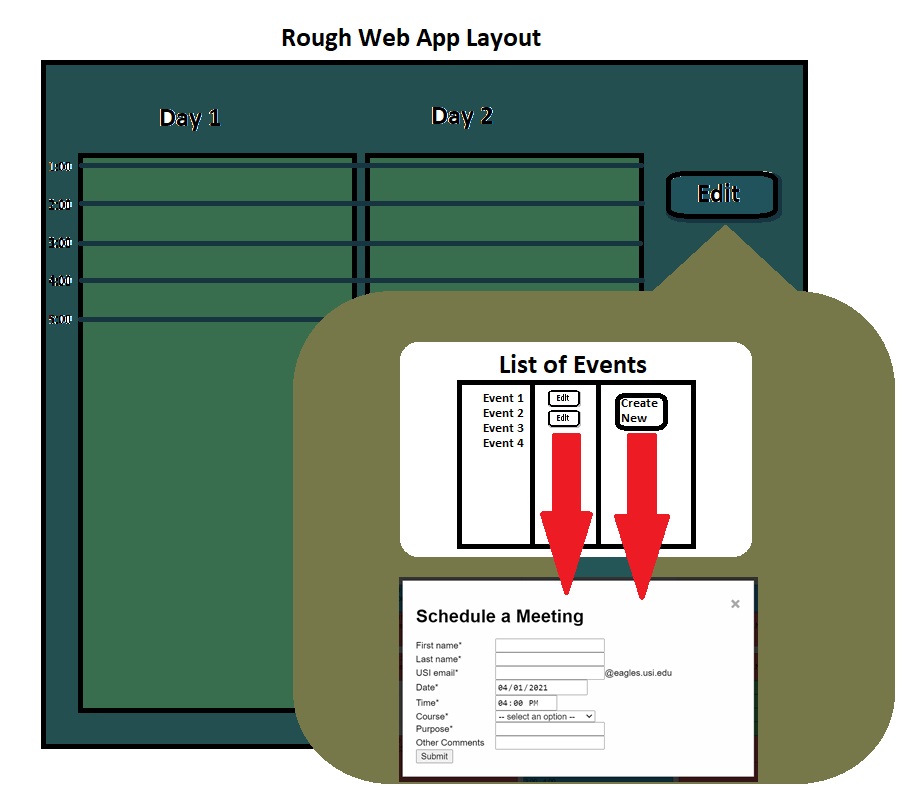 Rough Web App Layout
Day 1
Day 2
1:00
2:00
3:00
4:00
5:00
Edit
List of Events
Event 1
Event 2
Event 3
Event 4
Edit
Edit
Create
New
Schedule a Meeting
×
First name*
Last name*
USI email* @eagles.usi.edu
Date* 04/01/2021
Time* 04:00 PM
Course* -- select an option --
Purpose*
Other Comments
Submit